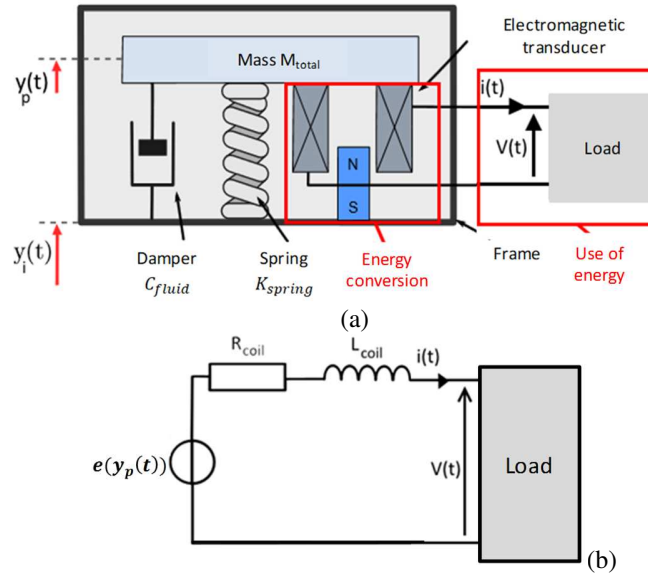 Electromagnetic
transducer
Mass M_total
y_p(t)
i(t)
V(t)
Load
N
S
y_i(t)
Damper
C_fluid
Spring
K_spring
Energy
conversion
Frame
Use of
energy
(a)
R_coil
L_coil
i(t)
e(y_p(t))
V(t)
Load
(b)